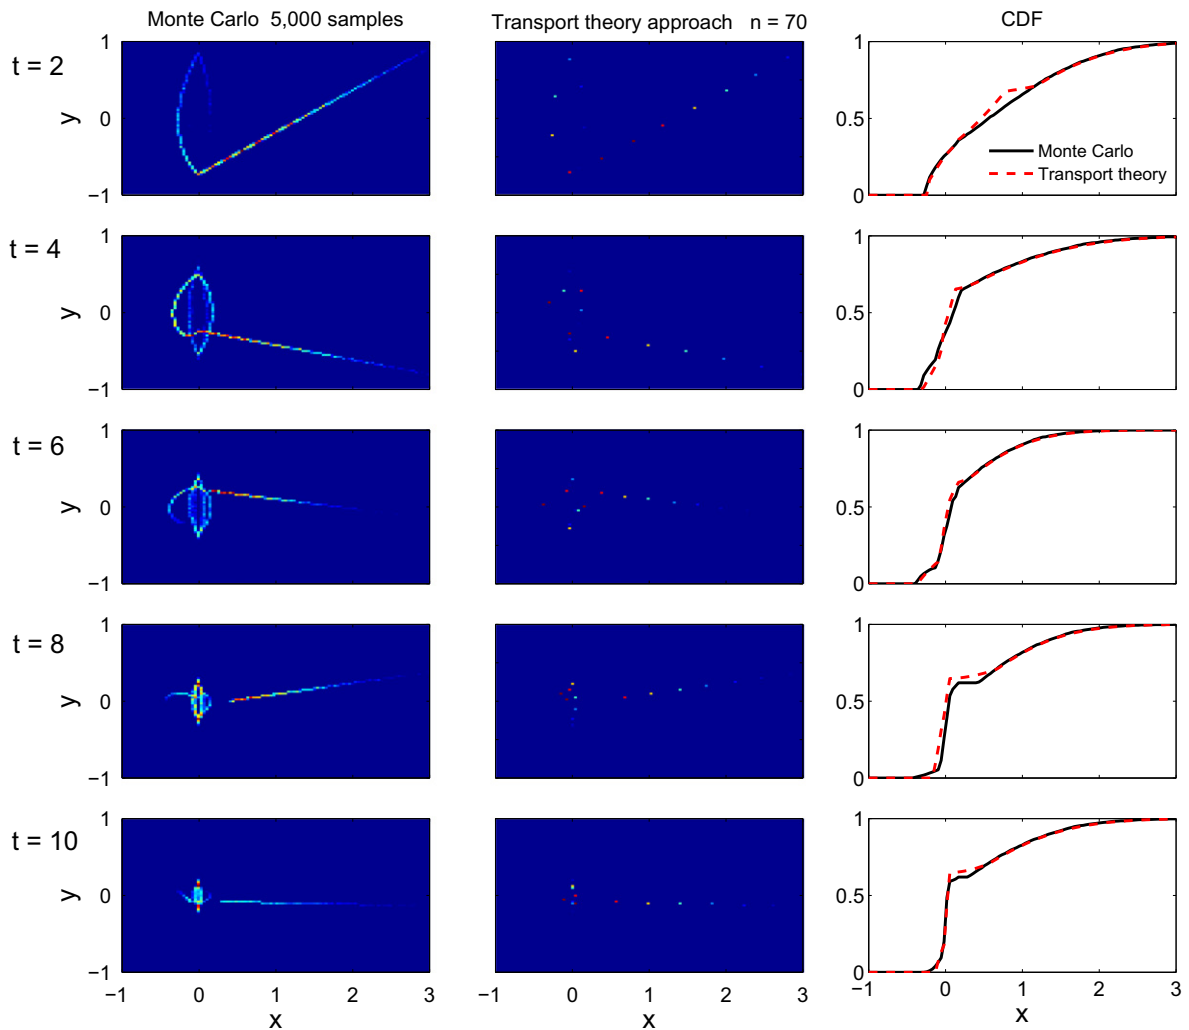 Monte Carlo 5,000 samples
Transport theory approach n = 70
CDF
t = 2
y
1
0
−1
1
0.5
0
Monte Carlo
Transport theory
t = 4
y
1
0
−1
1
0.5
0
t = 6
y
1
0
−1
1
0.5
0
t = 8
y
1
0
−1
1
0.5
0
t = 10
y
1
0
−1
1
0.5
0
−1 0 1 2 3
−1 0 1 2 3
−1 0 1 2 3
x
x
x